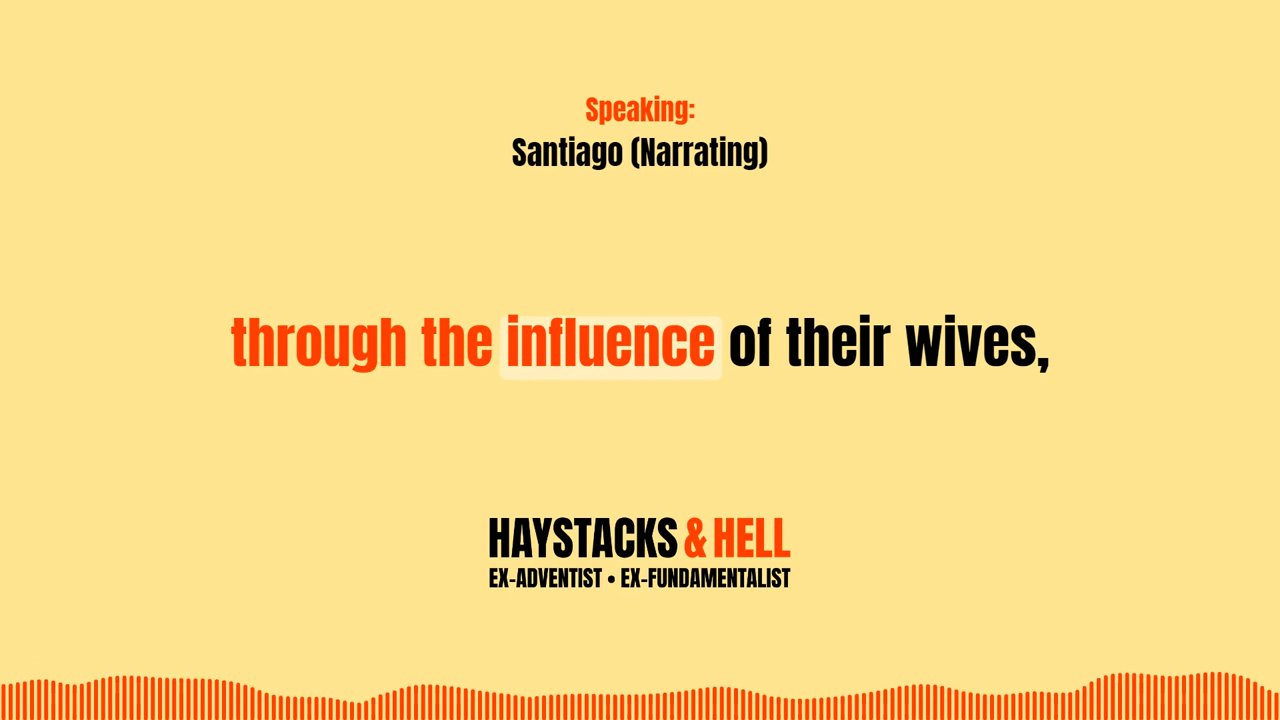 Speaking:
Santiago (Narrating)
through the influence of their wives,
HAYSTACKS & HELL
EX-ADVENTIST • EX-FUNDAMENTALIST